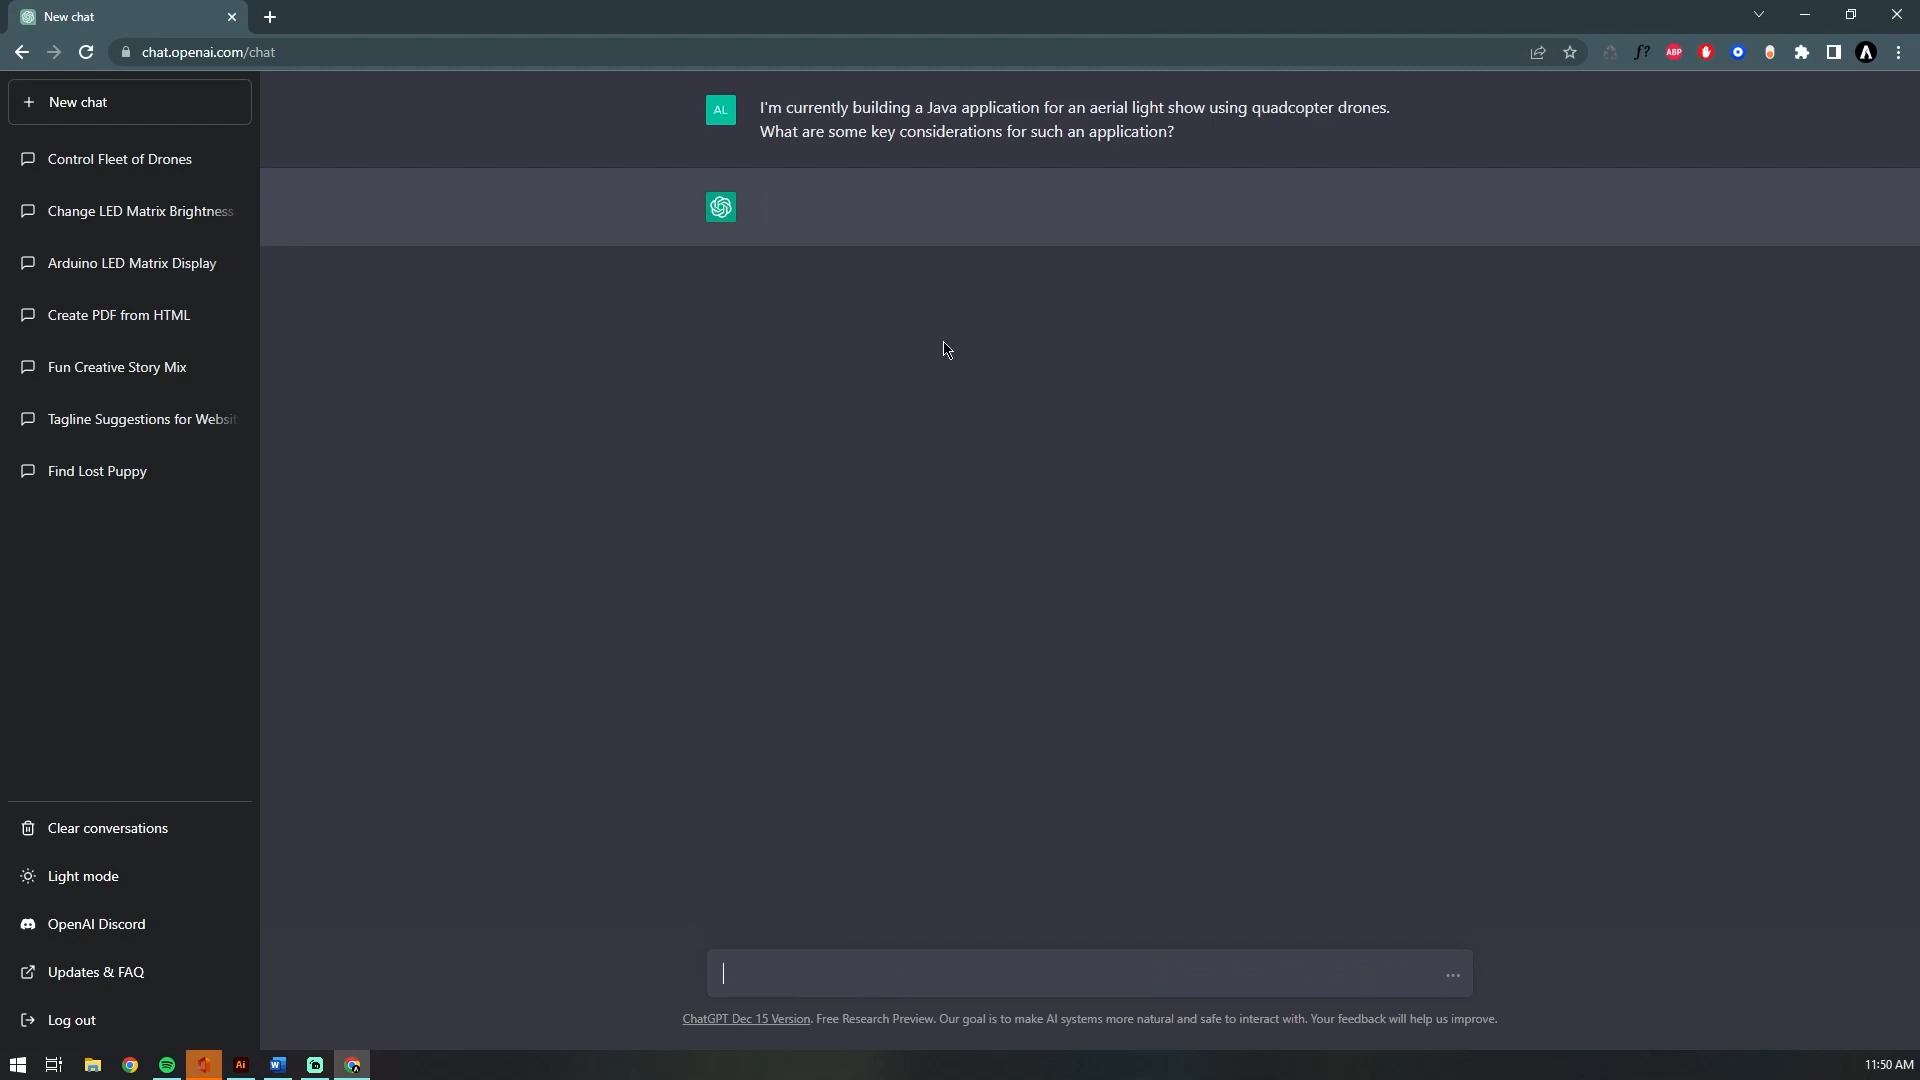 New chat
chat.openai.com/chat
ƒ?
ABP
New chat
Control Fleet of Drones
Change LED Matrix Brightness
Arduino LED Matrix Display
Create PDF from HTML
Fun Creative Story Mix
Tagline Suggestions for Websit
Find Lost Puppy
Clear conversations
Light mode
OpenAI Discord
Updates & FAQ
Log out
AL
I'm currently building a Java application for an aerial light show using quadcopter drones.
What are some key considerations for such an application?
ChatGPT Dec 15 Version. Free Research Preview. Our goal is to make AI systems more natural and safe to interact with. Your feedback will help us improve.
Ai
W
11:50 AM